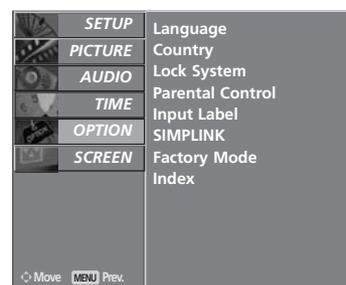 SETUP
PICTURE
AUDIO
TIME
OPTION
SCREEN
Language
Country
Lock System
Parental Control
Input Label
SIMPLINK
Factory Mode
Index
Move MENU Prev.